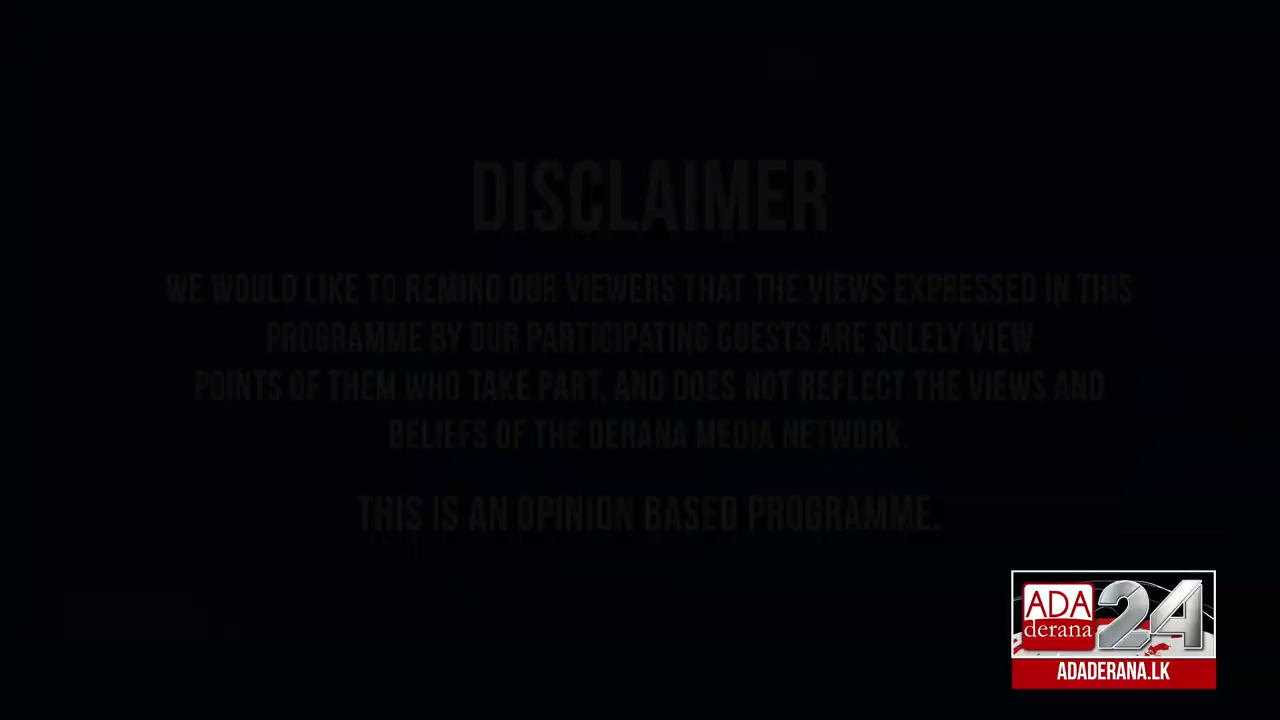 DISCLAIMER
WE WOULD LIKE TO REMIND OUR VIEWERS THAT THE VIEWS EXPRESSED IN THIS
PROGRAMME BY OUR PARTICIPATING GUESTS ARE SOLELY VIEW
POINTS OF THEM WHO TAKE PART, AND DOES NOT REFLECT THE VIEWS AND
BELIEFS OF THE DERANA MEDIA NETWORK.
THIS IS AN OPINION BASED PROGRAMME.
ADA
derana
24
ADADERANA.LK